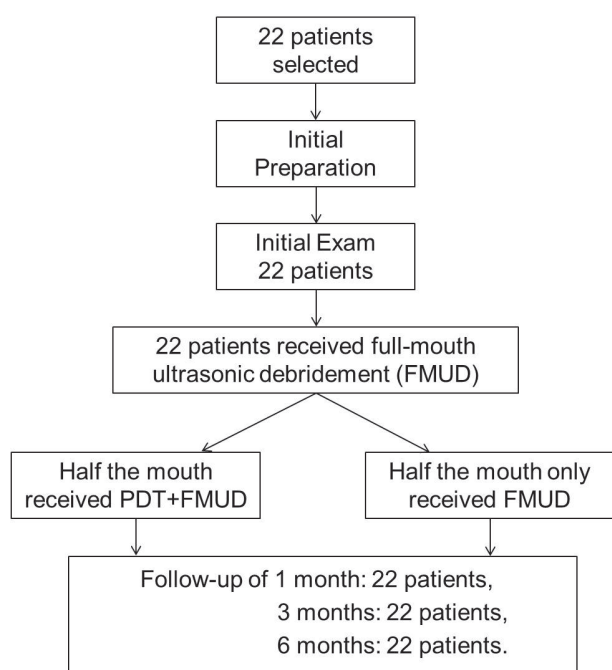 22 patients
selected
Initial
Preparation
Initial Exam
22 patients
22 patients received full-mouth
ultrasonic debridement (FMUD)
Half the mouth
received PDT+FMUD
Half the mouth only
received FMUD
Follow-up of 1 month: 22 patients,
3 months: 22 patients,
6 months: 22 patients.